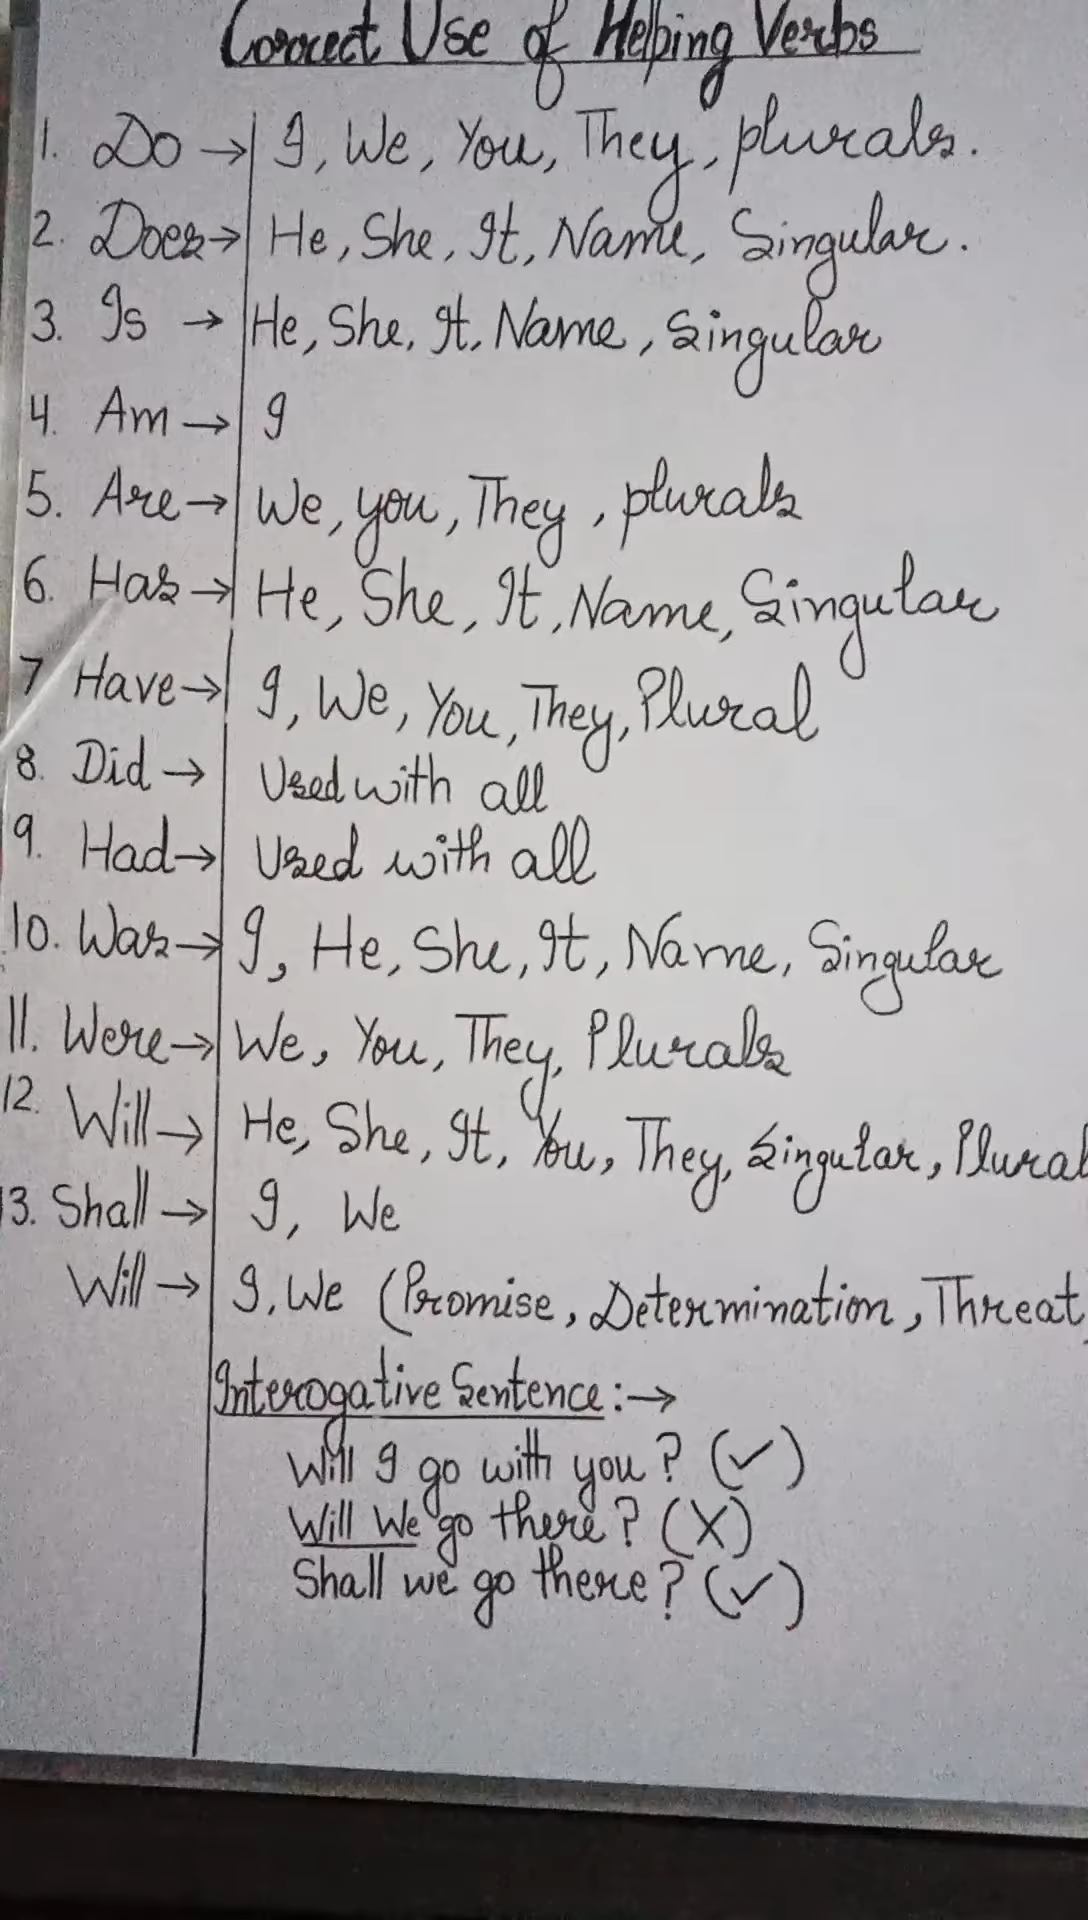 Correct Use of Helping Verbs
1. Do → I, We, You, They, plurals.
2. Does → He, She, It, Name, Singular.
3. Is → He, She, It, Name, Singular
4. Am → I
5. Are → We, you, They, plurals
6. Has → He, She, It, Name, Singular
7 Have → I, We, You, They, Plural
8. Did → Used with all
9. Had → Used with all
10. Was → I, He, She, It, Name, Singular
11. Were → We, You, They, Plurals
12. Will → He, She, It, You, They, Singular, Plural
13. Shall → I, We
Will → I, We (Promise, Determination, Threat)
Interogative Sentence:→
Will I go with you? (✓)
Will We go there? (X)
Shall we go there? (✓)